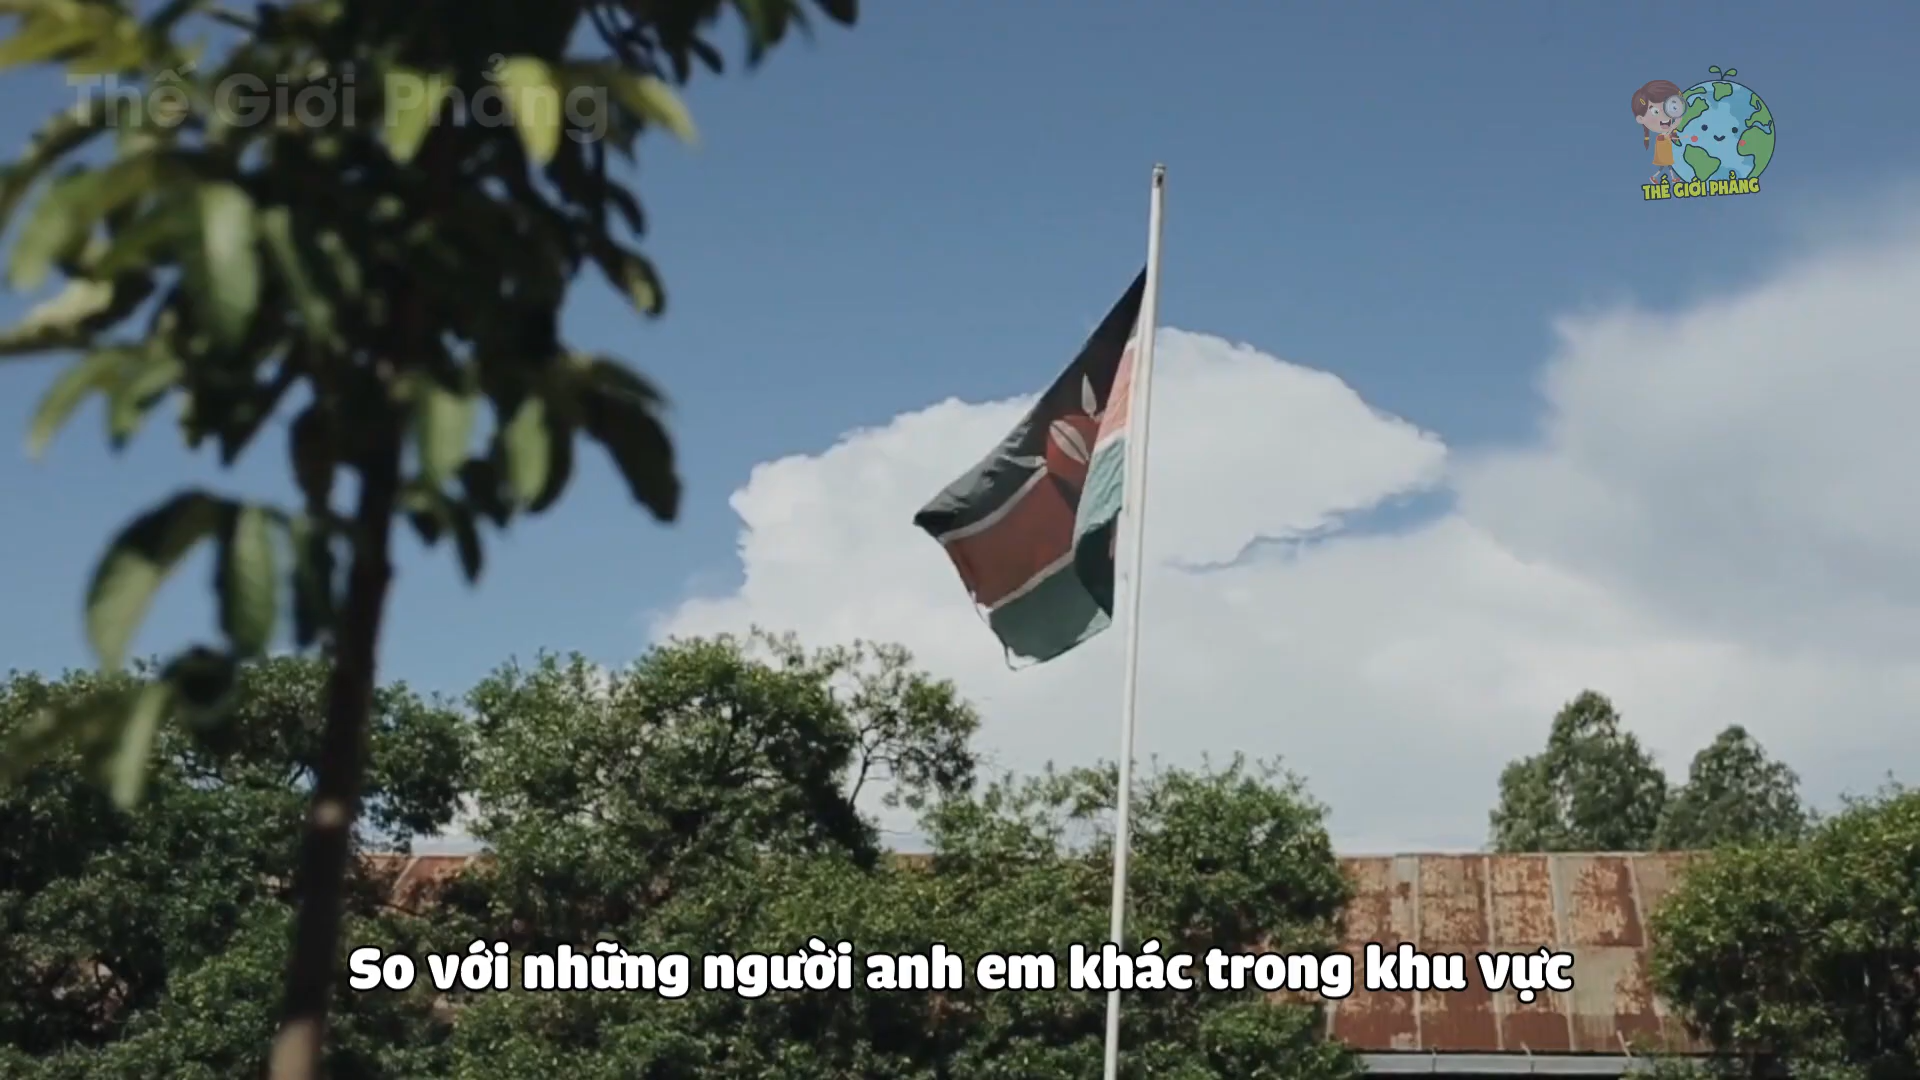 Thế Giới Phẳng
THẾ GIỚI PHẲNG
So với những người anh em khác trong khu vực